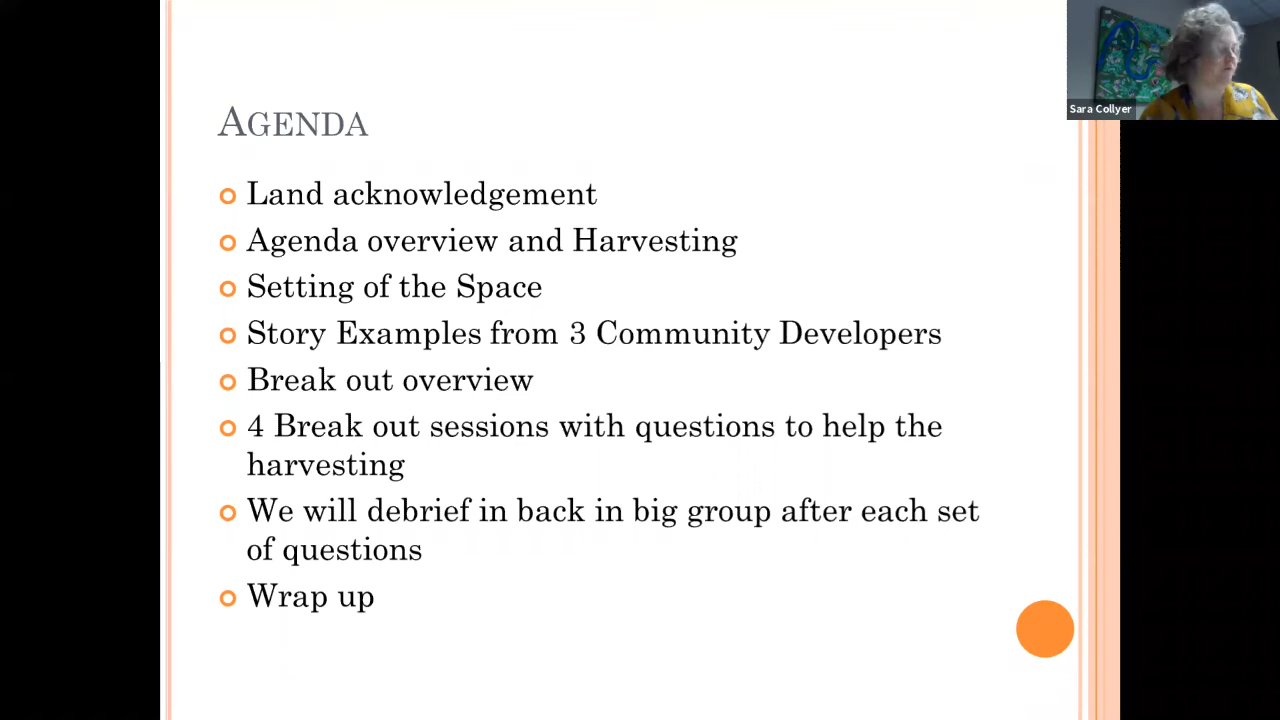 Sara Collyer
AGENDA
Land acknowledgement
Agenda overview and Harvesting
Setting of the Space
Story Examples from 3 Community Developers
Break out overview
4 Break out sessions with questions to help the
harvesting
We will debrief in back in big group after each set
of questions
Wrap up